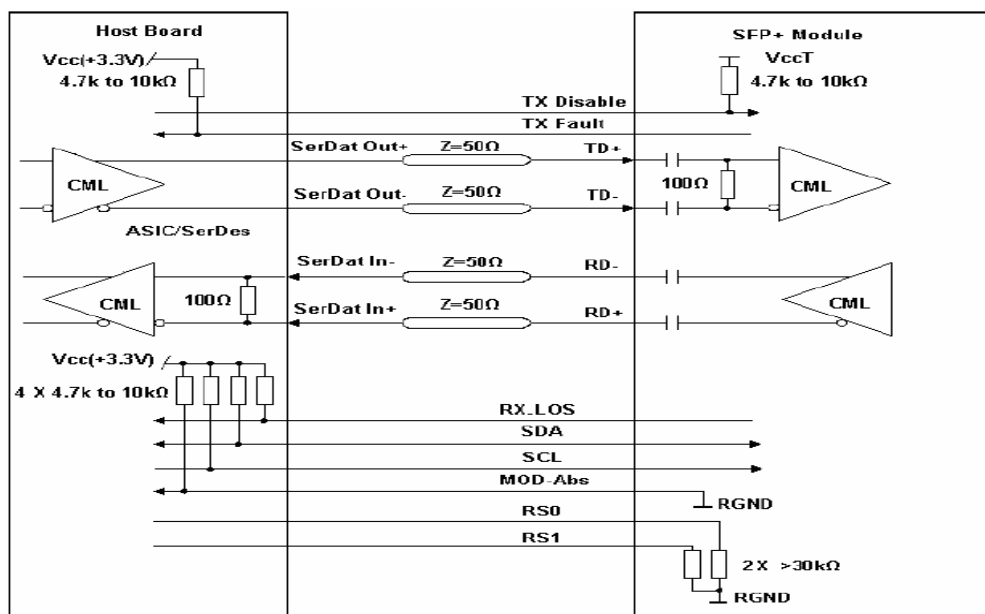 Host Board
SFP+ Module
Vcc(+3.3V)
4.7k to 10kΩ
VccT
4.7k to 10kΩ
TX Disable
TX Fault
SerDat Out+
Z=50Ω
TD+
CML
100Ω
CML
SerDat Out-
Z=50Ω
TD-
ASIC/SerDes
SerDat In-
Z=50Ω
RD-
100Ω
CML
CML
SerDat In+
Z=50Ω
RD+
Vcc(+3.3V)
4 X 4.7k to 10kΩ
RX-LOS
SDA
SCL
MOD-Abs
RGND
RS0
RS1
2 X >30kΩ
RGND